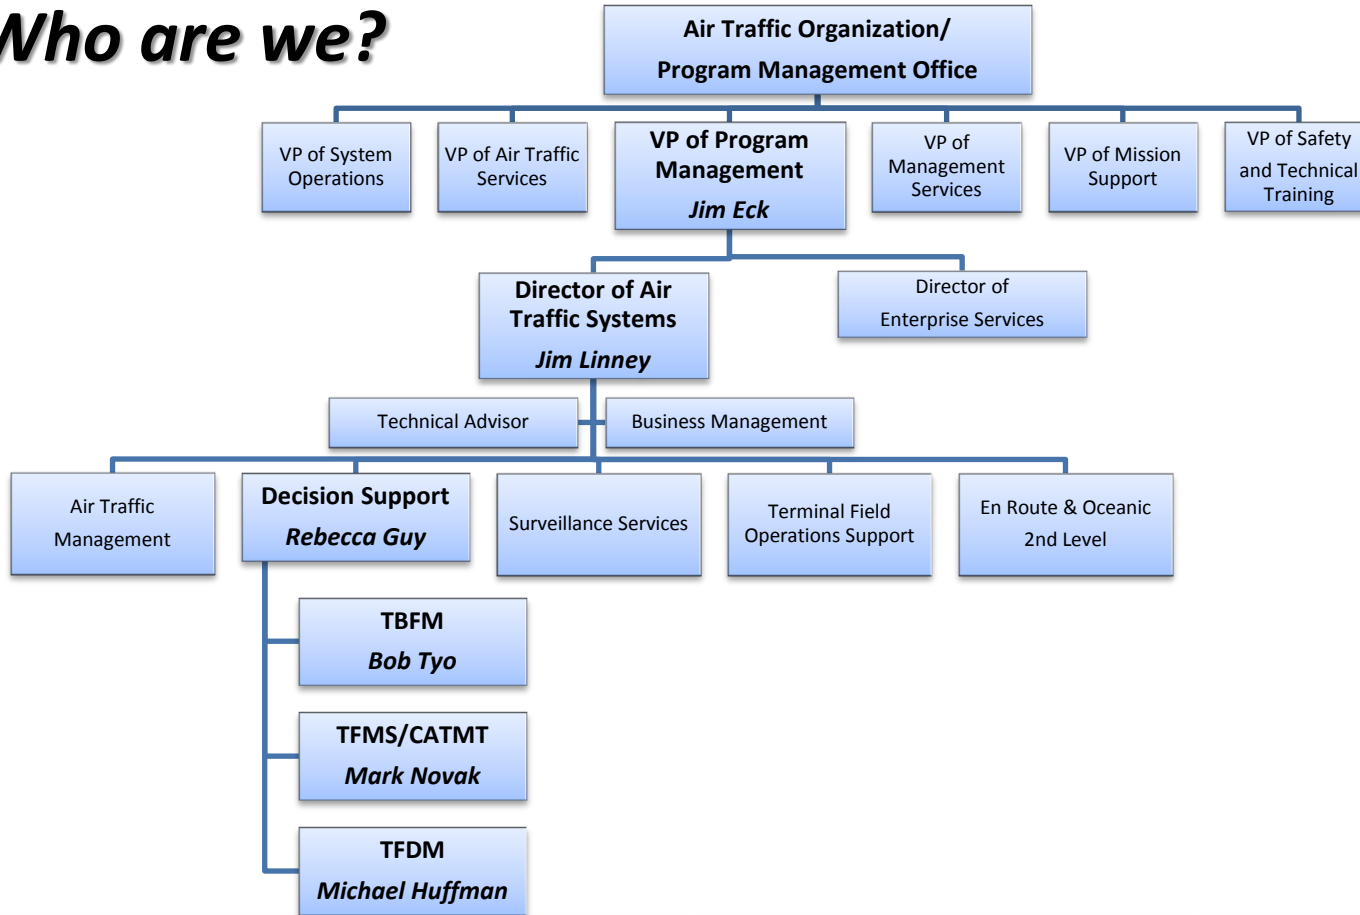 Who are we?
Air Traffic Organization/
Program Management Office
VP of System
Operations
VP of Air Traffic
Services
VP of Program
Management
Jim Eck
VP of
Management
Services
VP of Mission
Support
VP of Safety
and Technical
Training
Director of Air
Traffic Systems
Jim Linney
Director of
Enterprise Services
Technical Advisor
Business Management
Air Traffic
Management
Decision Support
Rebecca Guy
Surveillance Services
Terminal Field
Operations Support
En Route & Oceanic
2nd Level
TBFM
Bob Tyo
TFMS/CATMT
Mark Novak
TFDM
Michael Huffman